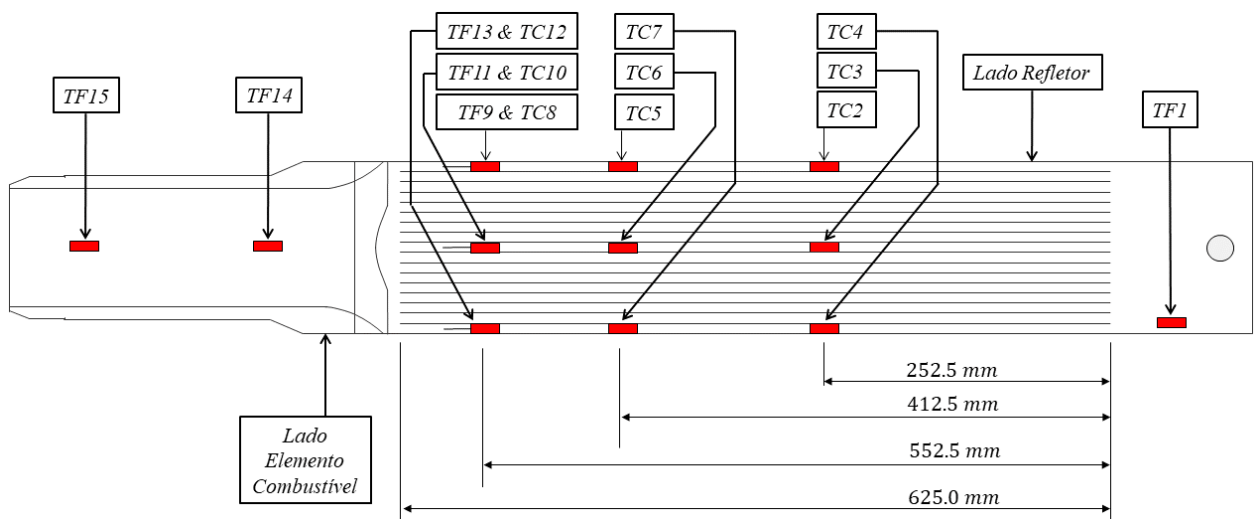 TF13 & TC12
TC7
TC4
TF11 & TC10
TC6
TC3
Lado Refletor
TF15
TF14
TF9 & TC8
TC5
TC2
TF1
252.5 mm
412.5 mm
Lado
Elemento
Combustível
552.5 mm
625.0 mm